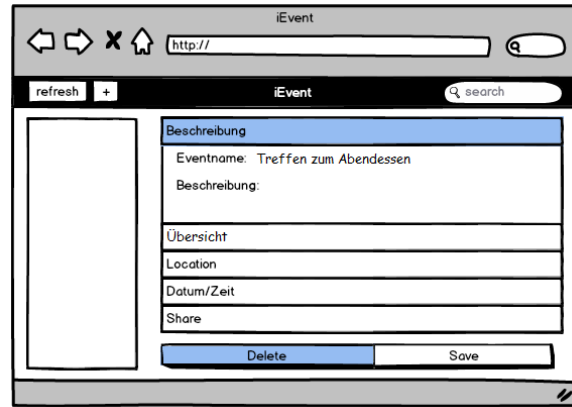 iEvent
http://
refresh + iEvent search
Beschreibung
Eventname: Treffen zum Abendessen
Beschreibung:
Übersicht
Location
Datum/Zeit
Share
Delete Save